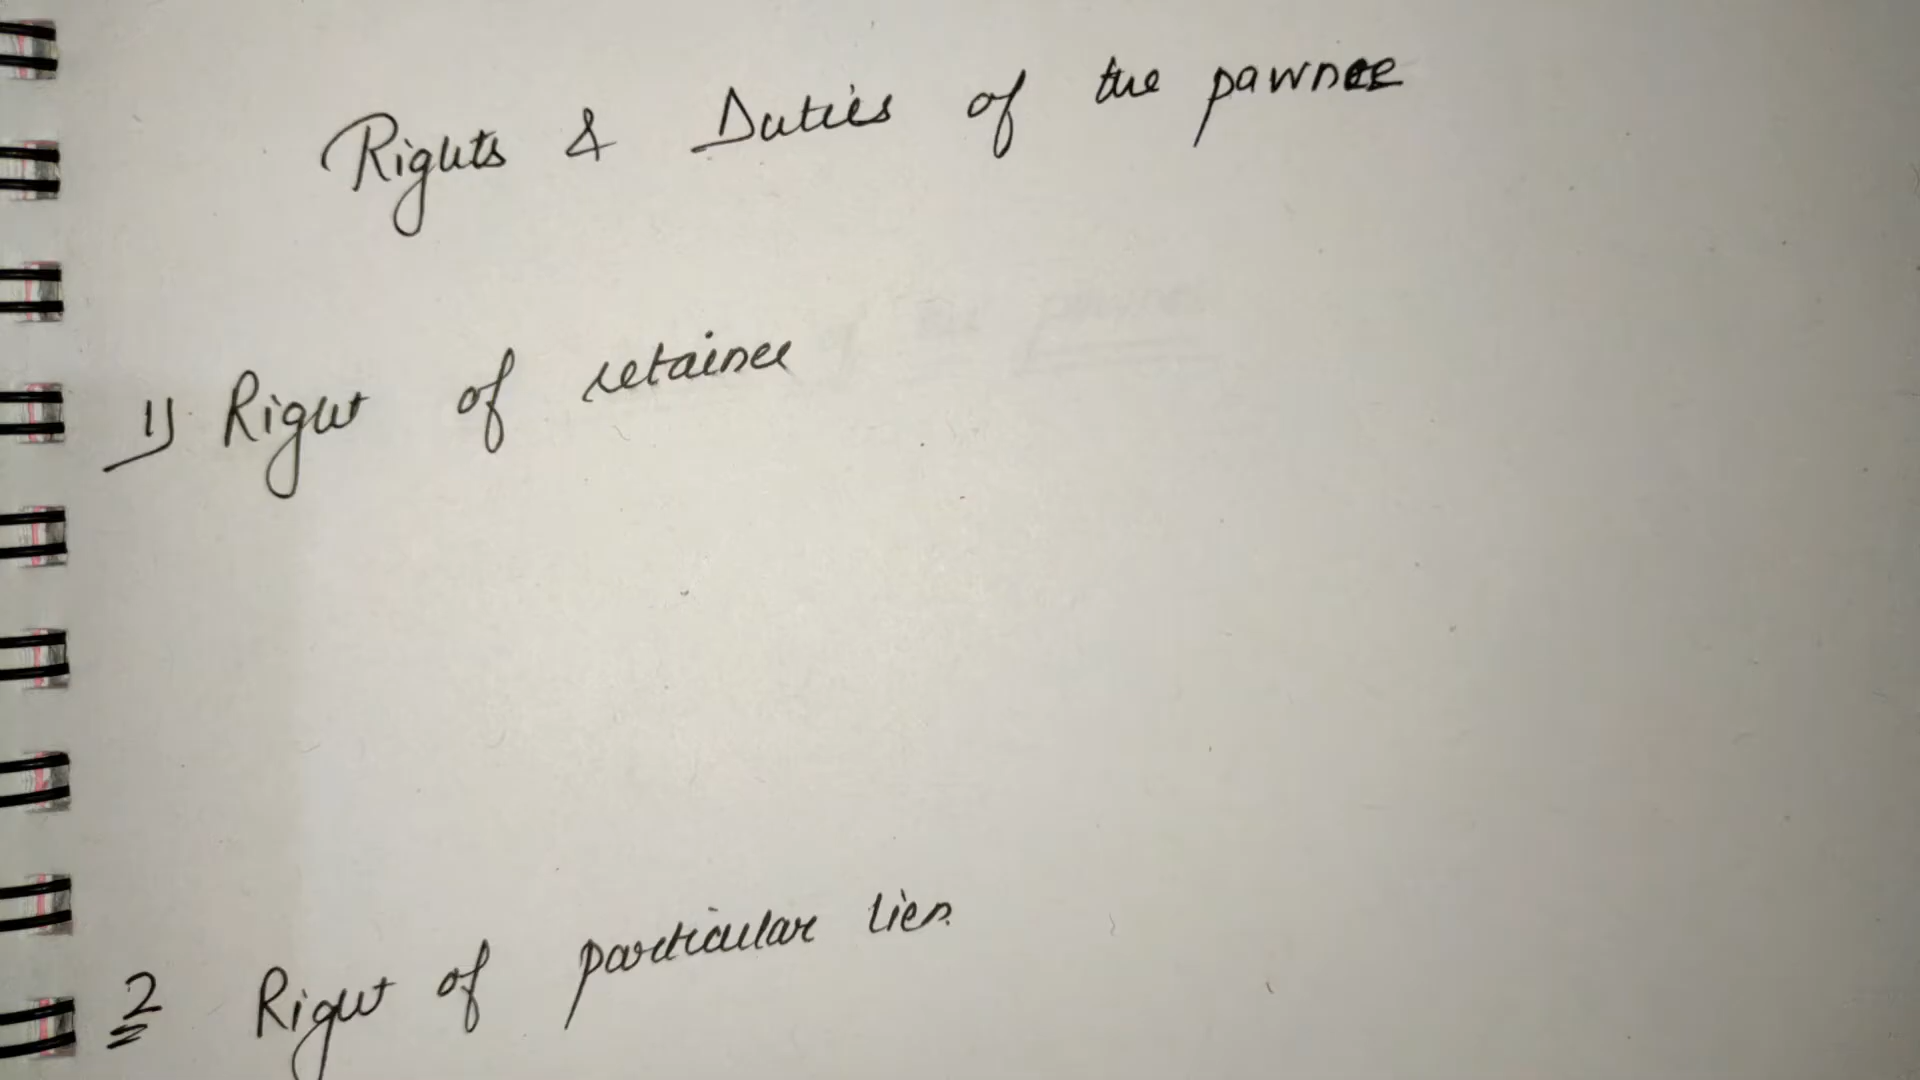 Rights & Duties of the pawnee
1) Right of retainer
2 Right of particular lien